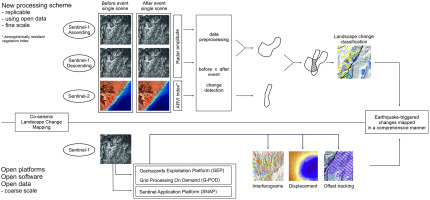 New processing scheme
- replicable
- using open data
- fine scale
* Atmospherically resistant
vegetation index
Before event
single scene
After event
single scene
Sentinel-1
Ascending
Sentinel-1
Descending
Sentinel-2
Radar amplitude
ARVI index*
data
preprocessing
before ≤ after
event
change
detection
Landscape change
classification
Co-seismic
Landscape Change
Mapping
Earthquake-triggered
changes mapped
in a comprehensive manner
Sentinel-1
Open platforms
Open software
Open data
- coarse scale
Geohazards Exploitation Platform (GEP)
Grid Processing On Demand (G-POD)
Sentinel Application Platform (SNAP)
Interferograms
Displacement
Offset tracking